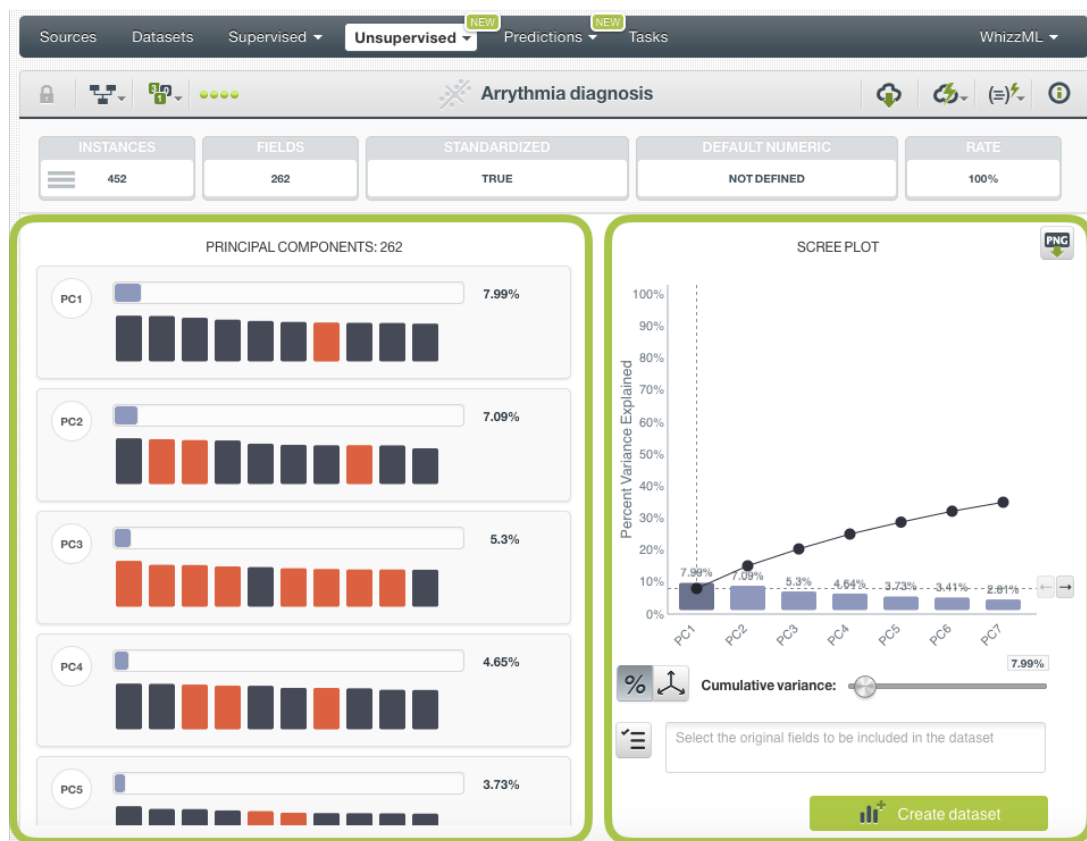 NEW NEW
Sources Datasets Supervised Unsupervised Predictions Tasks WhizzML
Arrythmia diagnosis
INSTANCES FIELDS STANDARDIZED DEFAULT NUMERIC RATE
452 262 TRUE NOT DEFINED 100%
PRINCIPAL COMPONENTS: 262
PC1 7.99%
PC2 7.09%
PC3 5.3%
PC4 4.65%
PC5 3.73%
SCREE PLOT
PNG
Percent Variance Explained
100%
90%
80%
70%
60%
50%
40%
30%
20%
10%
0%
7.99% 7.09% 5.3% 4.64% 3.73% 3.41% 2.81%
PC1 PC2 PC3 PC4 PC5 PC6 PC7
7.99%
% Cumulative variance:
Select the original fields to be included in the dataset
Create dataset